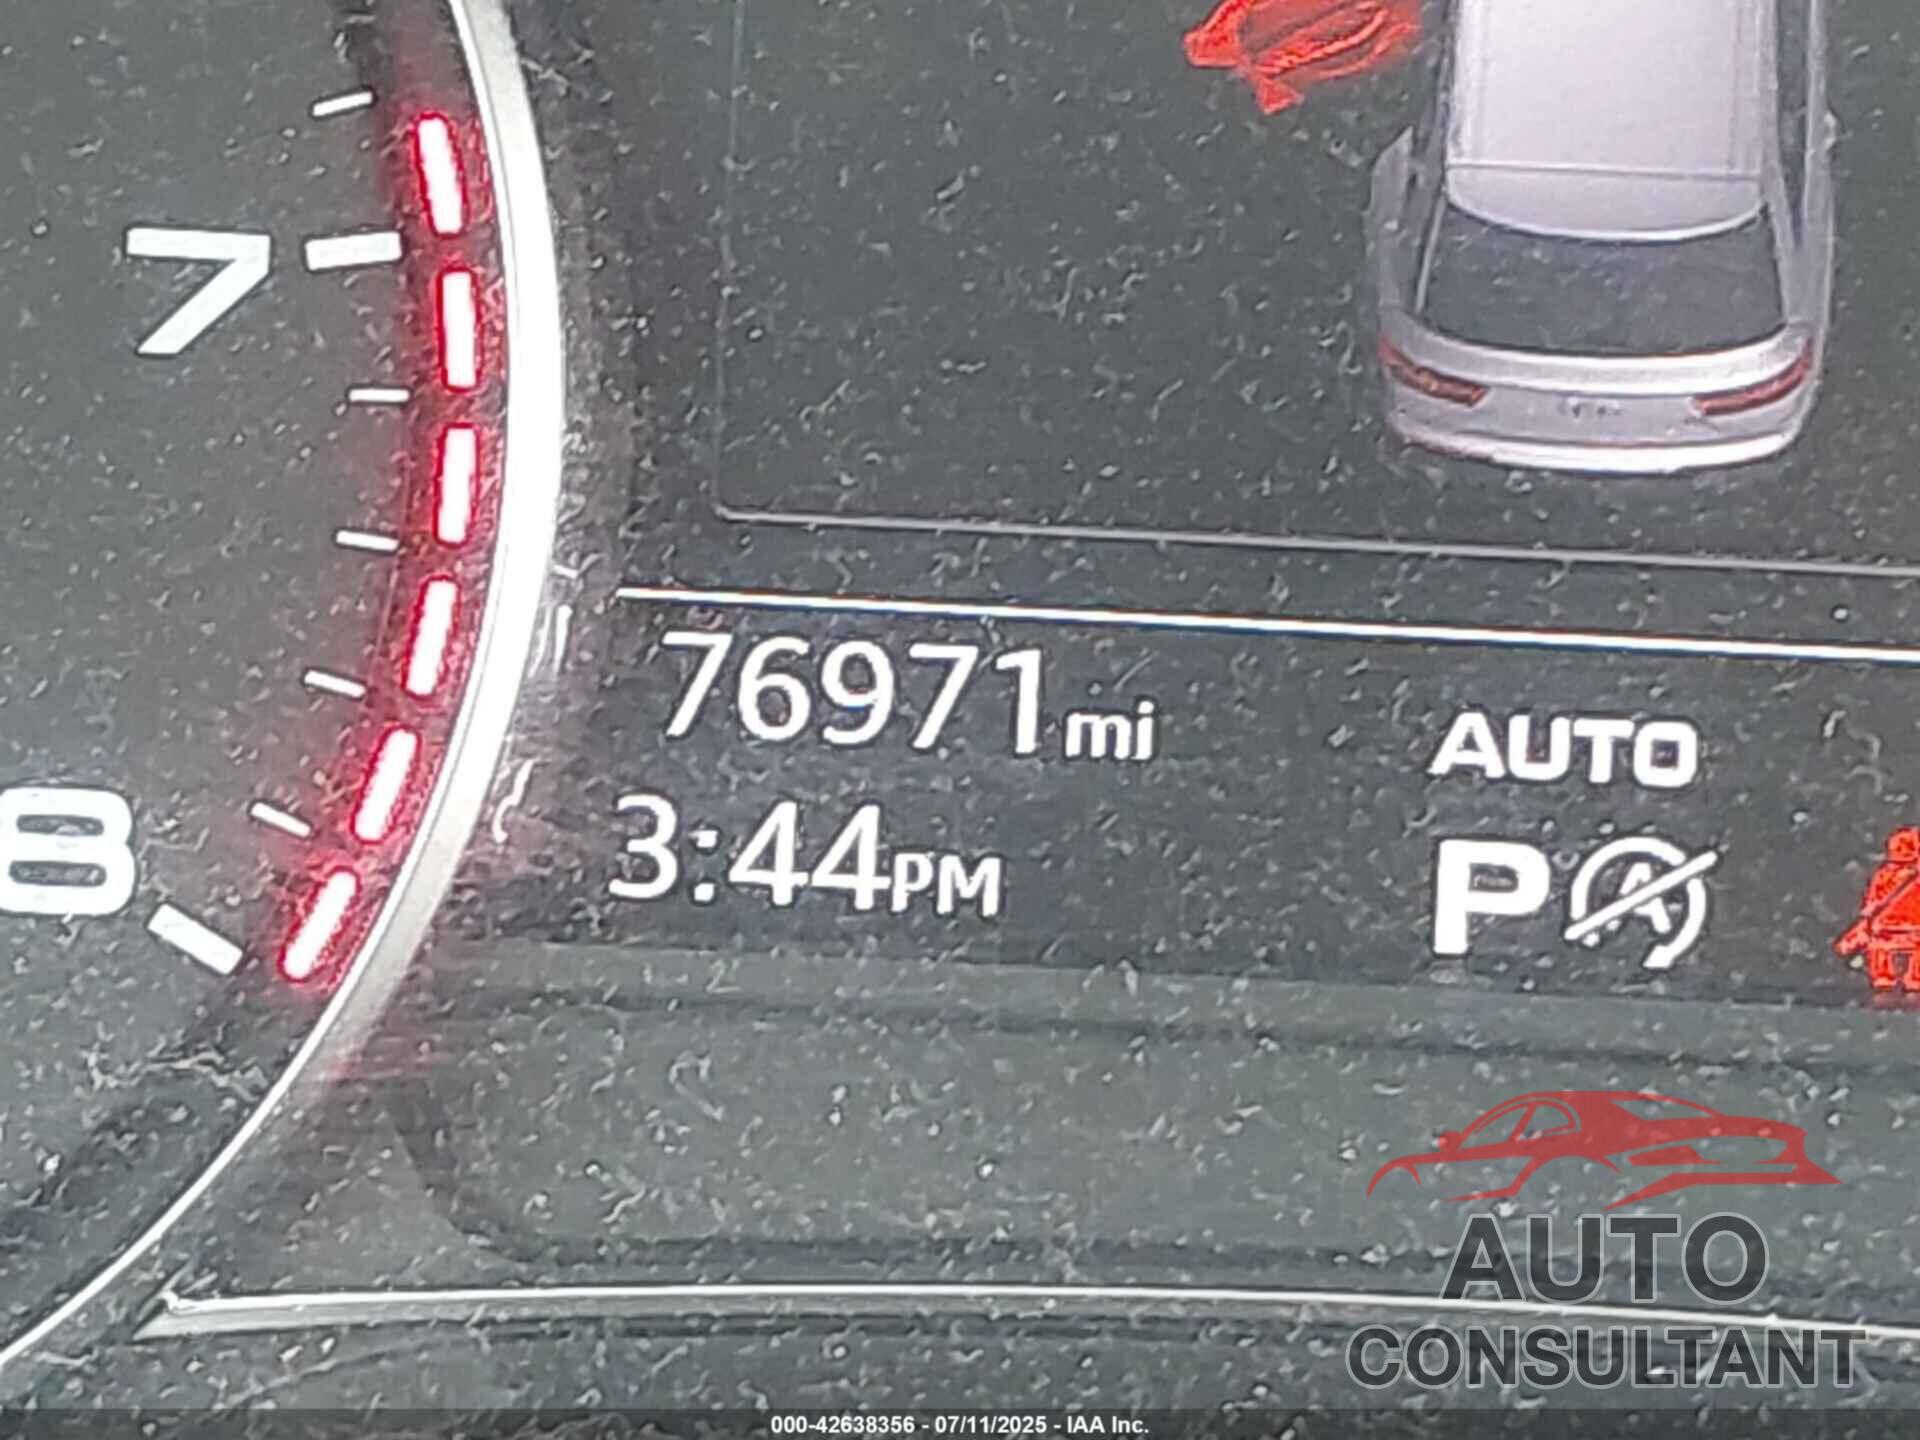 7
8
76971mi
3:44PM
AUTO
P A
AUTO
CONSULTANT
000-42638356 - 07/11/2025 - IAA Inc.